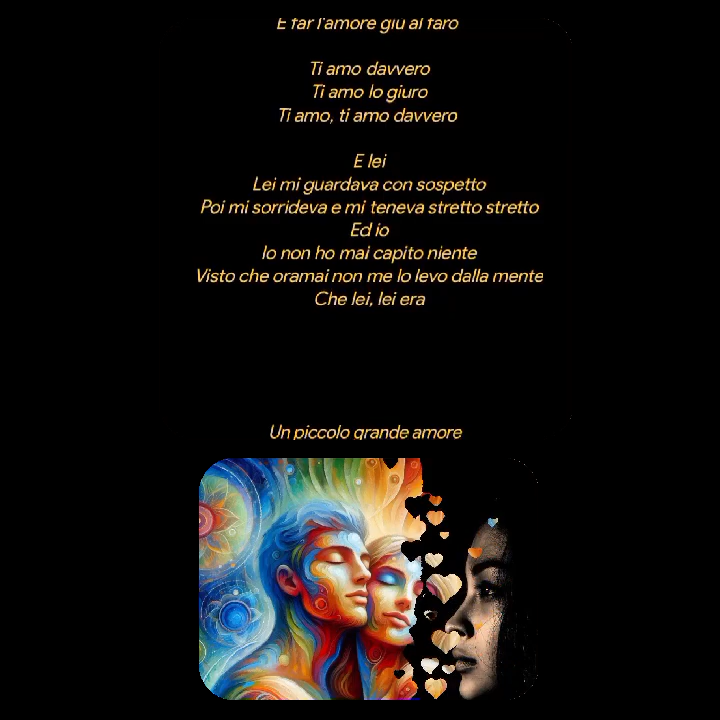 E far l'amore giù al faro
Ti amo davvero
Ti amo lo giuro
Ti amo, ti amo davvero
E lei
Lei mi guardava con sospetto
Poi mi sorrideva e mi teneva stretto stretto
Ed io
Io non ho mai capito niente
Visto che oramai non me lo levo dalla mente
Che lei, lei era
Un piccolo grande amore